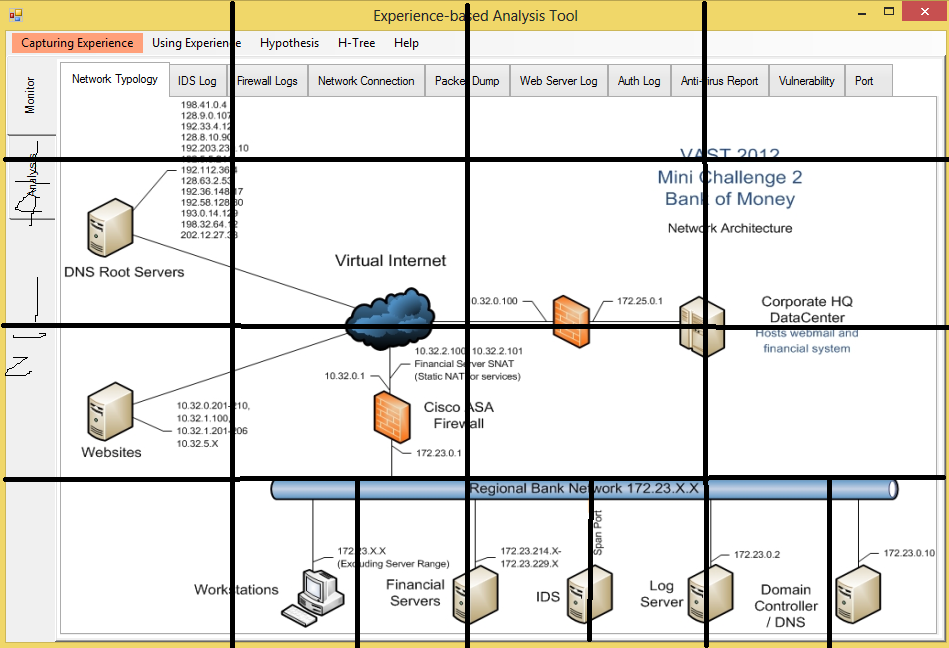 Experience-based Analysis Tool
Capturing Experience Using Experience Hypothesis H-Tree Help
Network Typology IDS Log Firewall Logs Network Connection Packet Dump Web Server Log Auth Log Anti-Virus Report Vulnerability Port
Monitor
Analysis
198.41.0.4
128.9.0.107
192.33.4.12
128.8.10.90
192.203.230.10
192.112.36.4
128.63.2.53
192.36.148.17
192.58.128.30
193.0.14.129
198.32.64.12
202.12.27.33
VAST 2012
Mini Challenge 2
Bank of Money
Network Architecture
DNS Root Servers
Virtual Internet
0.32.0.100
172.25.0.1
Corporate HQ
DataCenter
Hosts webmail and
financial system
10.32.2.100 10.32.2.101
Financial Server SNAT
(Static NAT for services)
10.32.0.1
Cisco ASA
Firewall
172.23.0.1
10.32.0.201-210,
10.32.1.100,
10.32.1.201-206
10.32.5.X
Websites
Regional Bank Network 172.23.X.X
Span Port
172.23.X.X
(Excluding Server Range)
172.23.214.X-
172.23.229.X
172.23.0.2
172.23.0.10
Workstations
Financial
Servers
IDS
Log
Server
Domain
Controller
/ DNS